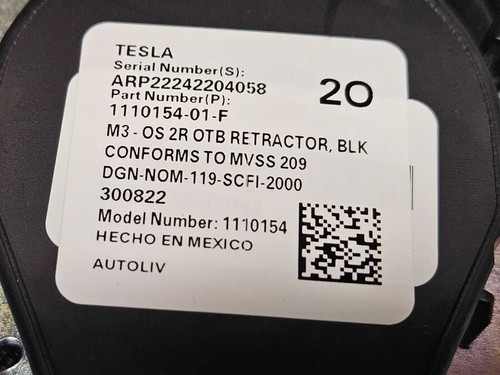 TESLA
Serial Number(S):
ARP22242204058
20
Part Number(P):
1110154-01-F
M3 - OS 2R OTB RETRACTOR, BLK
CONFORMS TO MVSS 209
DGN-NOM-119-SCFI-2000
300822
Model Number: 1110154
HECHO EN MEXICO
AUTOLIV